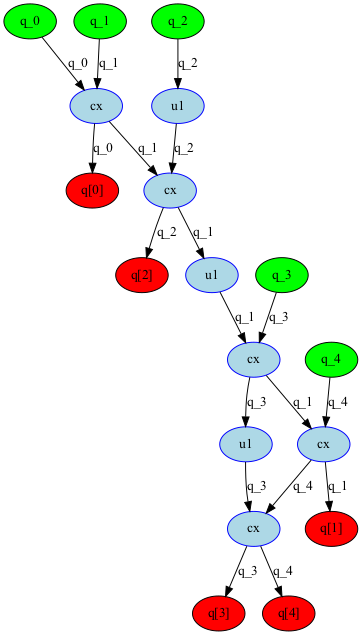 q_0 q_1 q_2
q_0 q_1 q_2
cx u1
q_0 q_1 q_2
q[0] cx
q_2 q_1
q[2] u1 q_3
q_1 q_3
cx q_4
q_3 q_1 q_4
u1 cx
q_3 q_4 q_1
cx q[1]
q_3 q_4
q[3] q[4]